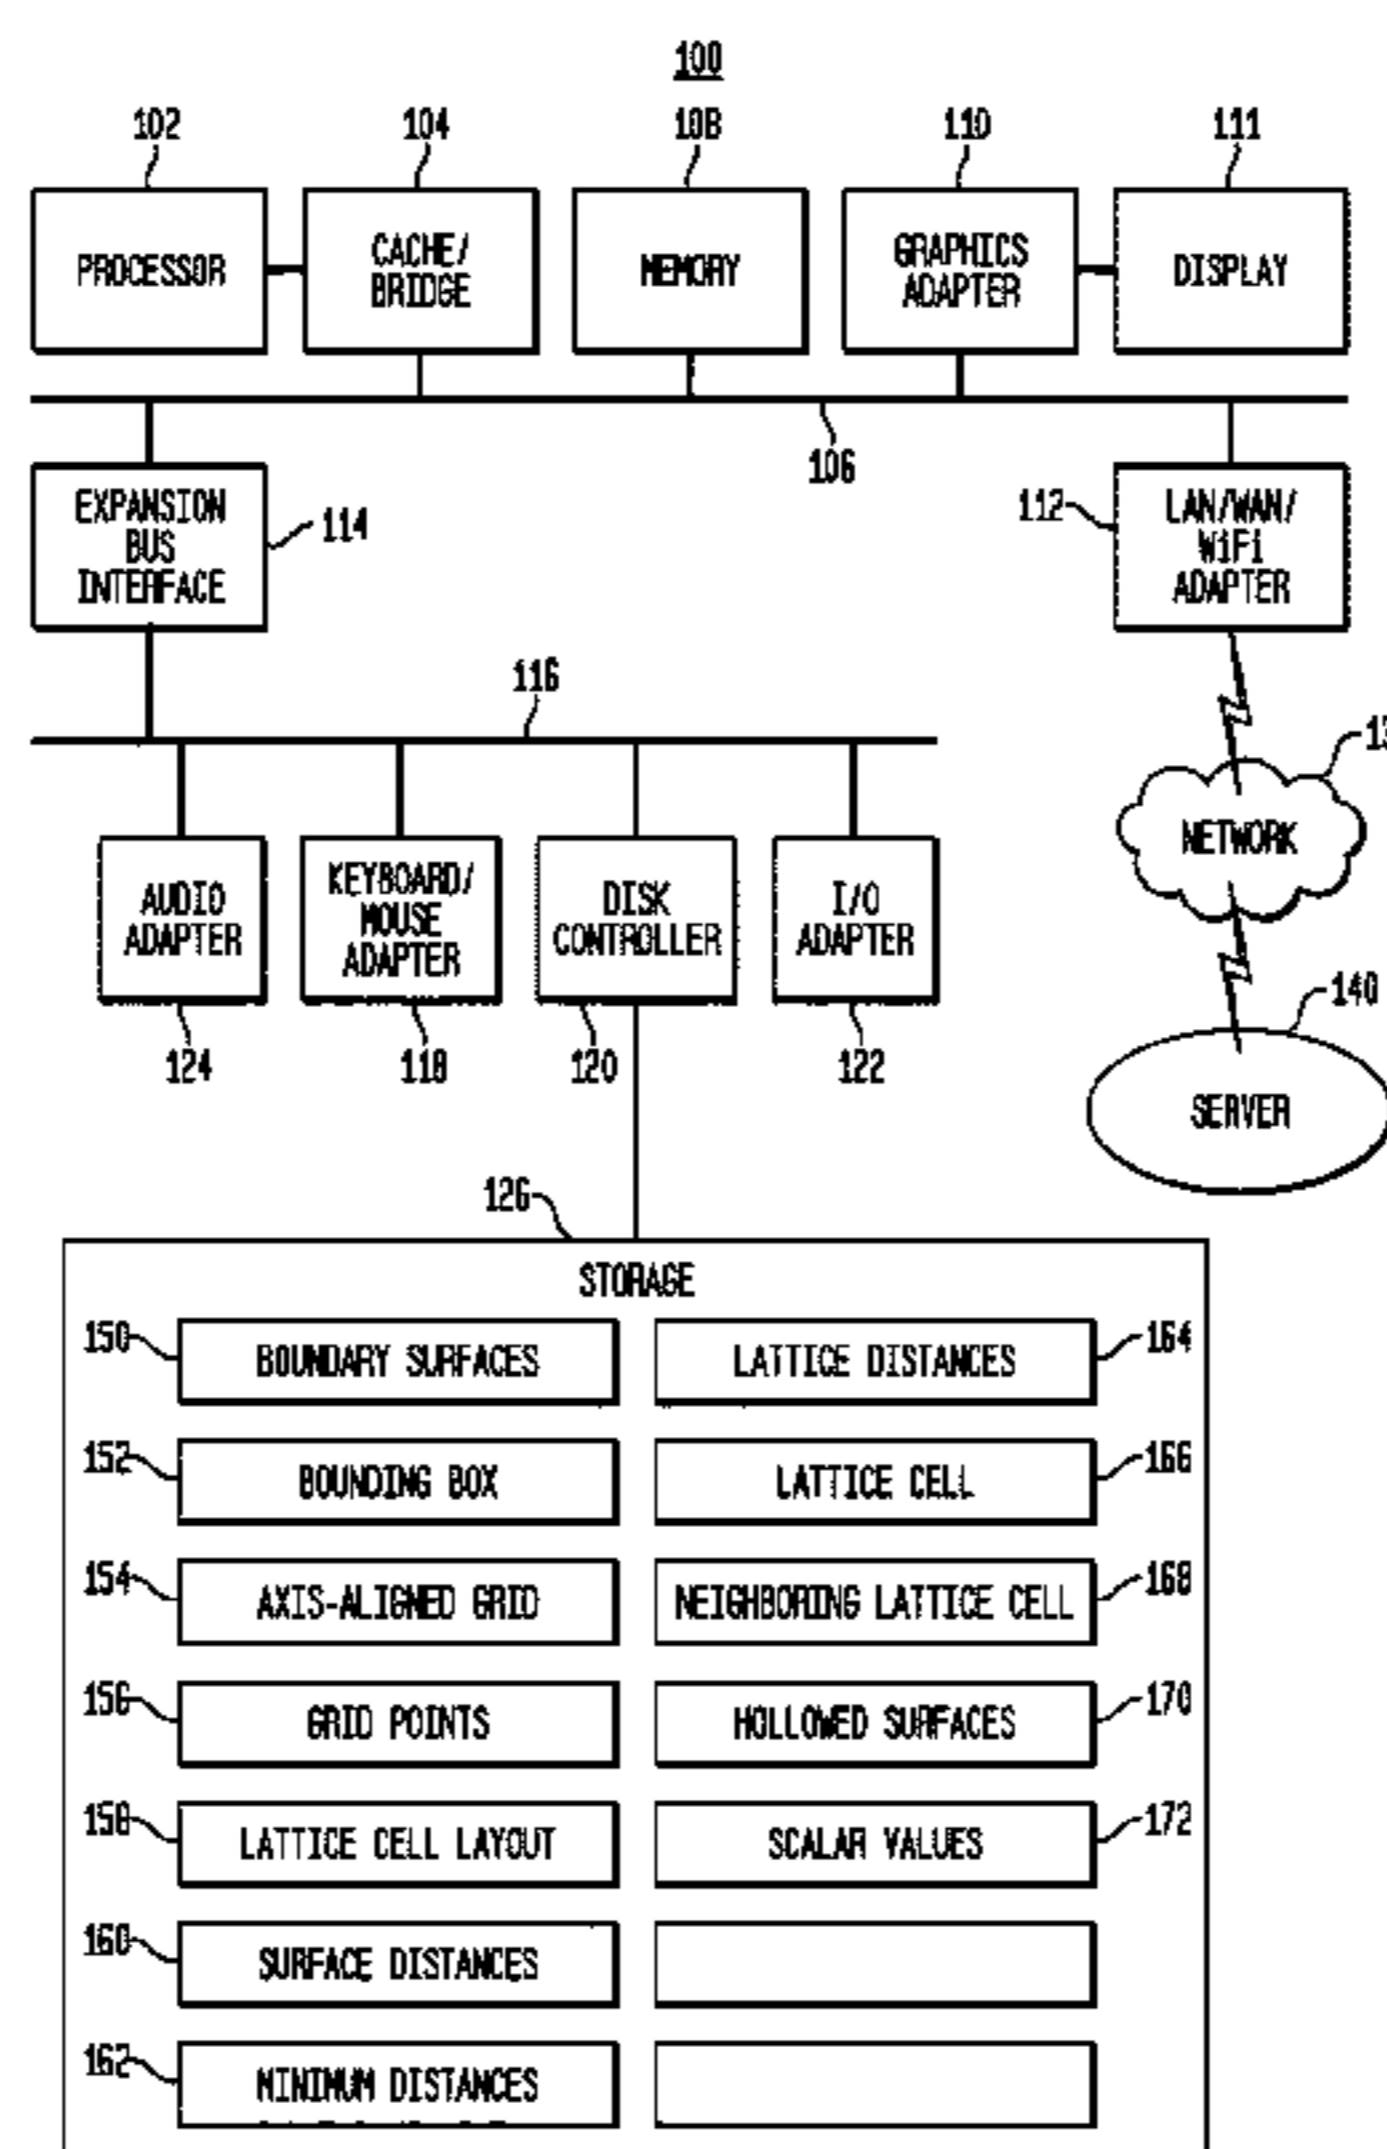 100
102
104
108
110
111
PROCESSOR
CACHE/
BRIDGE
MEMORY
GRAPHICS
ADAPTER
DISPLAY
106
EXPANSION
BUS
INTERFACE
114
112
LAN/WAN/
WiFi
ADAPTER
116
NETWORK
AUDIO
ADAPTER
KEYBOARD/
MOUSE
ADAPTER
DISK
CONTROLLER
I/O
ADAPTER
124
118
120
122
140
SERVER
126
STORAGE
150
BOUNDARY SURFACES
LATTICE DISTANCES
164
152
BOUNDING BOX
LATTICE CELL
166
154
AXIS-ALIGNED GRID
NEIGHBORING LATTICE CELL
168
156
GRID POINTS
HOLLOWED SURFACES
170
158
LATTICE CELL LAYOUT
SCALAR VALUES
172
160
SURFACE DISTANCES
162
MINIMUM DISTANCES